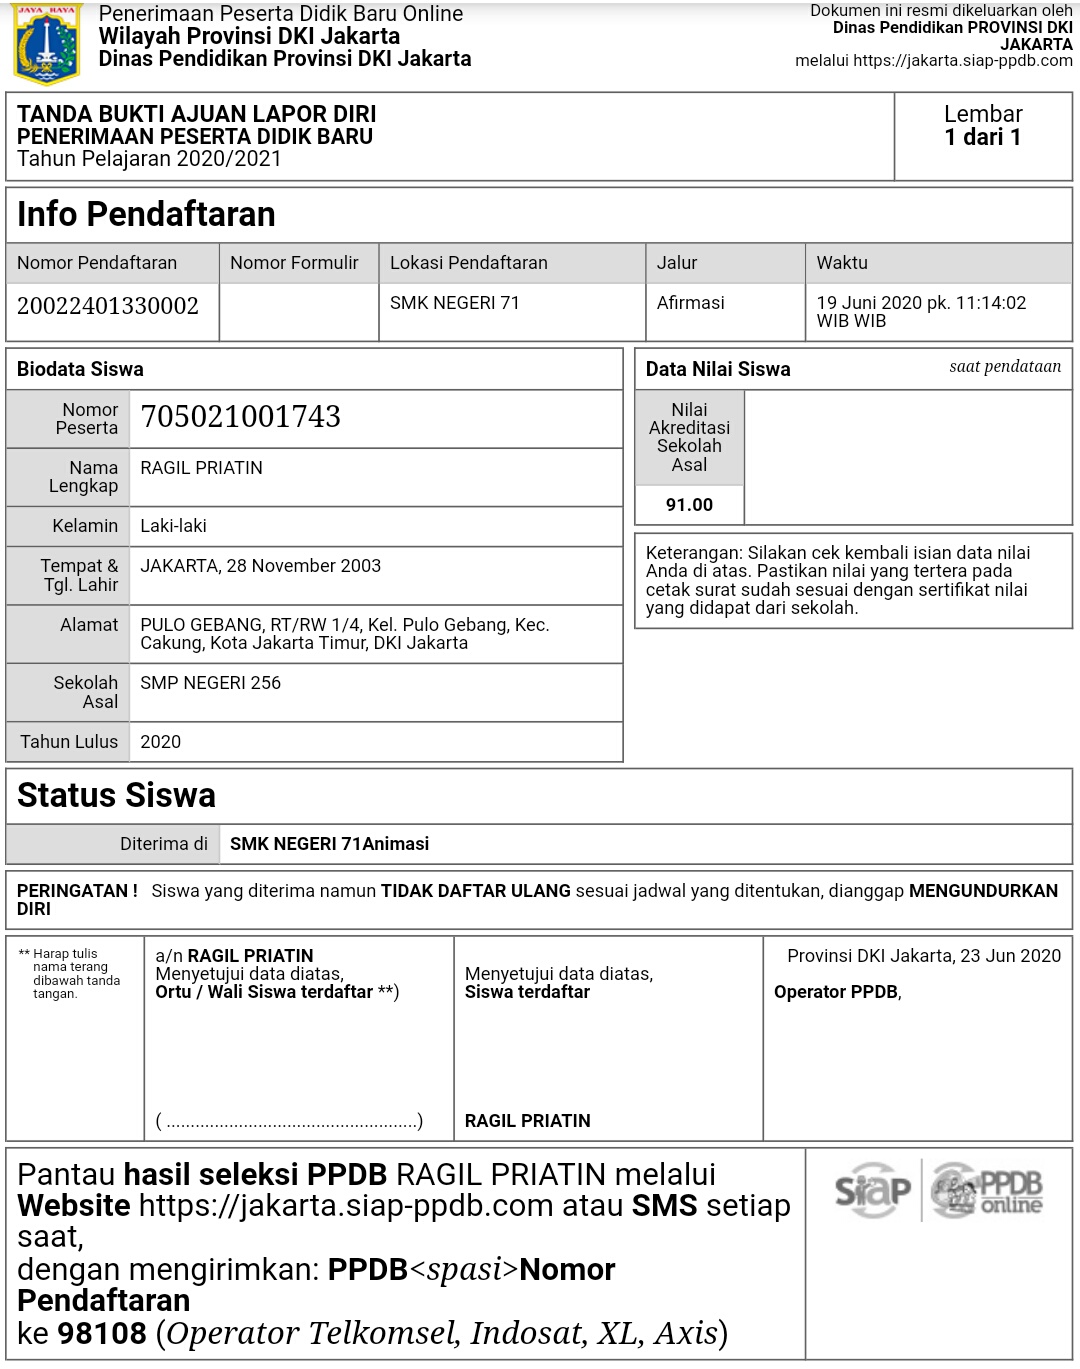 JAYA RAYA
Penerimaan Peserta Didik Baru Online
Wilayah Provinsi DKI Jakarta
Dinas Pendidikan Provinsi DKI Jakarta
Dokumen ini resmi dikeluarkan oleh
Dinas Pendidikan PROVINSI DKI
JAKARTA
melalui https://jakarta.siap-ppdb.com
TANDA BUKTI AJUAN LAPOR DIRI
PENERIMAAN PESERTA DIDIK BARU
Tahun Pelajaran 2020/2021
Lembar
1 dari 1
Info Pendaftaran
Nomor Pendaftaran
Nomor Formulir
Lokasi Pendaftaran
Jalur
Waktu
20022401330002
SMK NEGERI 71
Afirmasi
19 Juni 2020 pk. 11:14:02
WIB WIB
Biodata Siswa
Nomor
Peserta
705021001743
Nama
Lengkap
RAGIL PRIATIN
Kelamin
Laki-laki
Tempat &
Tgl. Lahir
JAKARTA, 28 November 2003
Alamat
PULO GEBANG, RT/RW 1/4, Kel. Pulo Gebang, Kec.
Cakung, Kota Jakarta Timur, DKI Jakarta
Sekolah
Asal
SMP NEGERI 256
Tahun Lulus
2020
Data Nilai Siswa
saat pendataan
Nilai
Akreditasi
Sekolah
Asal
91.00
Keterangan: Silakan cek kembali isian data nilai
Anda di atas. Pastikan nilai yang tertera pada
cetak surat sudah sesuai dengan sertifikat nilai
yang didapat dari sekolah.
Status Siswa
Diterima di
SMK NEGERI 71Animasi
PERINGATAN ! Siswa yang diterima namun TIDAK DAFTAR ULANG sesuai jadwal yang ditentukan, dianggap MENGUNDURKAN
DIRI
** Harap tulis
nama terang
dibawah tanda
tangan.
a/n RAGIL PRIATIN
Menyetujui data diatas,
Ortu / Wali Siswa terdaftar **)
( ....................................................)
Menyetujui data diatas,
Siswa terdaftar
RAGIL PRIATIN
Provinsi DKI Jakarta, 23 Jun 2020
Operator PPDB,
Pantau hasil seleksi PPDB RAGIL PRIATIN melalui
Website https://jakarta.siap-ppdb.com atau SMS setiap
saat,
dengan mengirimkan: PPDB<spasi>Nomor
Pendaftaran
ke 98108 (Operator Telkomsel, Indosat, XL, Axis)
SiAP
PPDB
online